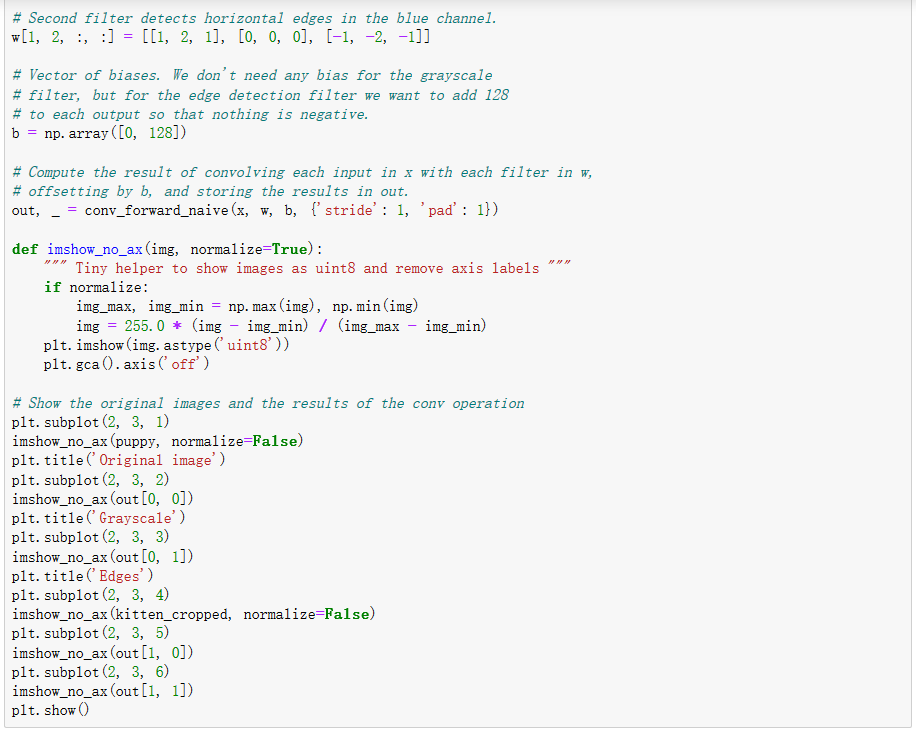 # Second filter detects horizontal edges in the blue channel.
w[1, 2, :, :] = [[1, 2, 1], [0, 0, 0], [-1, -2, -1]]

# Vector of biases. We don't need any bias for the grayscale
# filter, but for the edge detection filter we want to add 128
# to each output so that nothing is negative.
b = np.array([0, 128])

# Compute the result of convolving each input in x with each filter in w,
# offsetting by b, and storing the results in out.
out, _ = conv_forward_naive(x, w, b, {'stride': 1, 'pad': 1})

def imshow_no_ax(img, normalize=True):
    """ Tiny helper to show images as uint8 and remove axis labels """
    if normalize:
        img_max, img_min = np.max(img), np.min(img)
        img = 255.0 * (img - img_min) / (img_max - img_min)
    plt.imshow(img.astype('uint8'))
    plt.gca().axis('off')

# Show the original images and the results of the conv operation
plt.subplot(2, 3, 1)
imshow_no_ax(puppy, normalize=False)
plt.title('Original image')
plt.subplot(2, 3, 2)
imshow_no_ax(out[0, 0])
plt.title('Grayscale')
plt.subplot(2, 3, 3)
imshow_no_ax(out[0, 1])
plt.title('Edges')
plt.subplot(2, 3, 4)
imshow_no_ax(kitten_cropped, normalize=False)
plt.subplot(2, 3, 5)
imshow_no_ax(out[1, 0])
plt.subplot(2, 3, 6)
imshow_no_ax(out[1, 1])
plt.show()